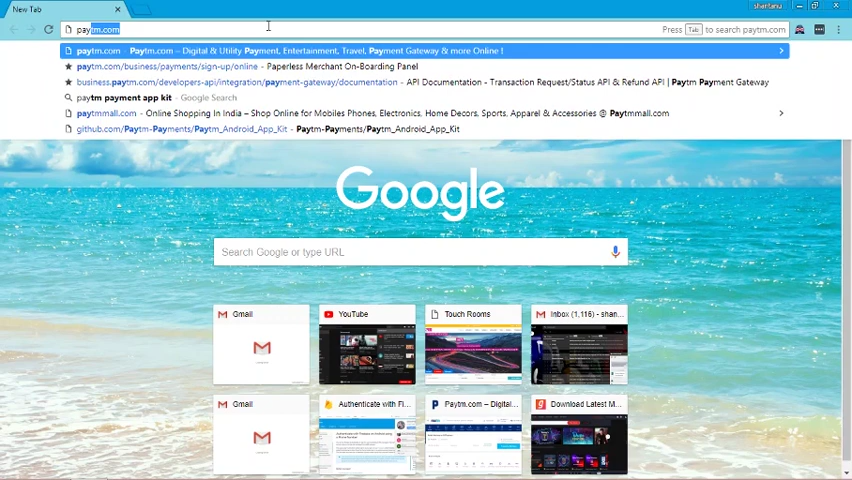 New Tab
shantanu
paytm.com
Press Tab to search paytm.com
paytm.com - Paytm.com – Digital & Utility Payment, Entertainment, Travel, Payment Gateway & more Online !
paytm.com/business/payments/sign-up/online - Paperless Merchant On-Boarding Panel
business.paytm.com/developers-api/integration/payment-gateway/documentation - API Documentation - Transaction Request/Status API & Refund API | Paytm Payment Gateway
paytm payment app kit - Google Search
paytmmall.com - Online Shopping In India – Shop Online for Mobiles Phones, Electronics, Home Decors, Sports, Apparel & Accessories @ Paytmmall.com
github.com/Paytm-Payments/Paytm_Android_App_Kit - Paytm-Payments/Paytm_Android_App_Kit
Google
Search Google or type URL
Gmail
YouTube
Touch Rooms
Inbox (1,116) - shan...
Gmail
Authenticate with Fi...
Paytm.com – Digital...
Download Latest M...